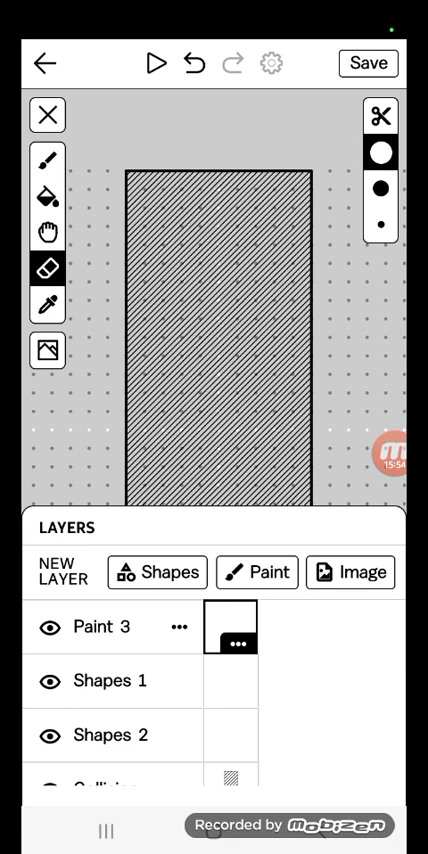 Save
15:54
LAYERS
NEW
LAYER
Shapes
Paint
Image
Paint 3
Shapes 1
Shapes 2
Recorded by mobizen